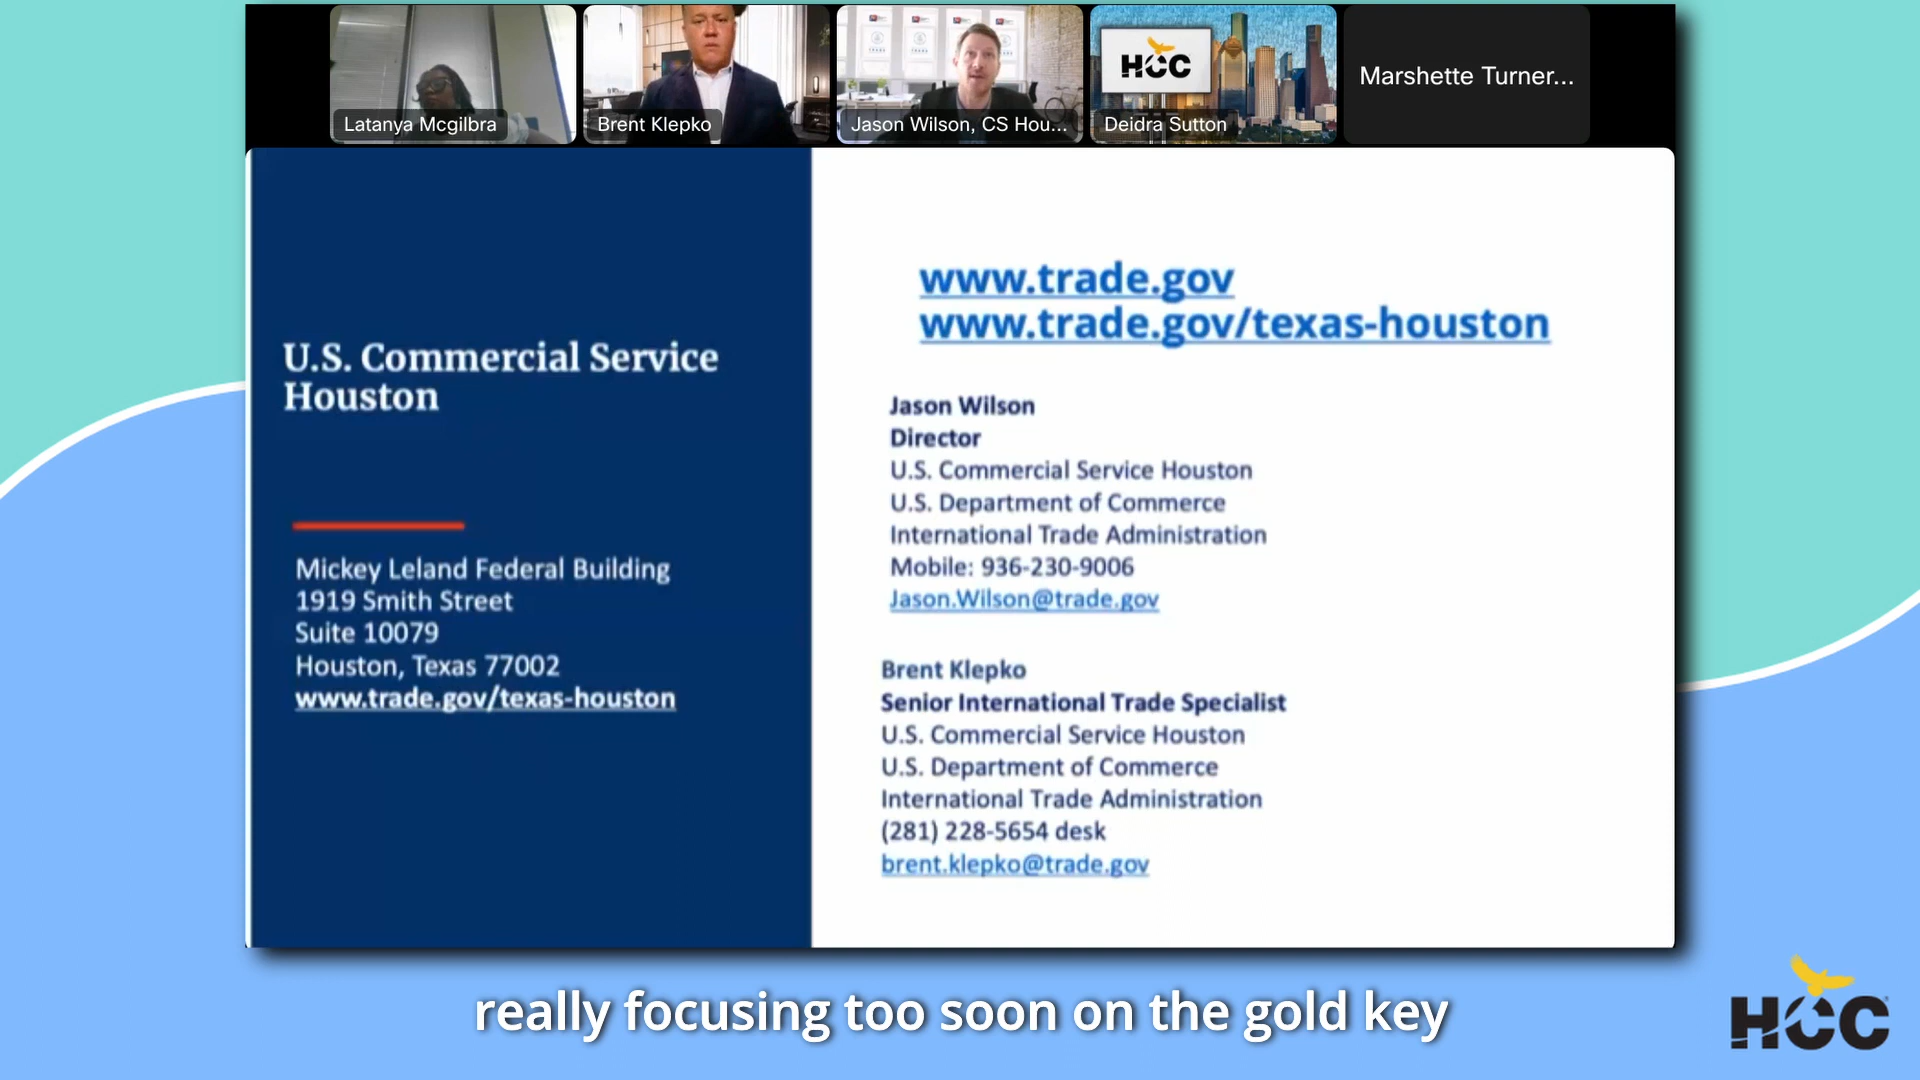 Latanya Mcgilbra
Brent Klepko
Jason Wilson, CS Hou...
HCC
Deidra Sutton
Marshette Turner...
U.S. Commercial Service
Houston
Mickey Leland Federal Building
1919 Smith Street
Suite 10079
Houston, Texas 77002
www.trade.gov/texas-houston
www.trade.gov
www.trade.gov/texas-houston
Jason Wilson
Director
U.S. Commercial Service Houston
U.S. Department of Commerce
International Trade Administration
Mobile: 936-230-9006
Jason.Wilson@trade.gov
Brent Klepko
Senior International Trade Specialist
U.S. Commercial Service Houston
U.S. Department of Commerce
International Trade Administration
(281) 228-5654 desk
brent.klepko@trade.gov
really focusing too soon on the gold key
HCC